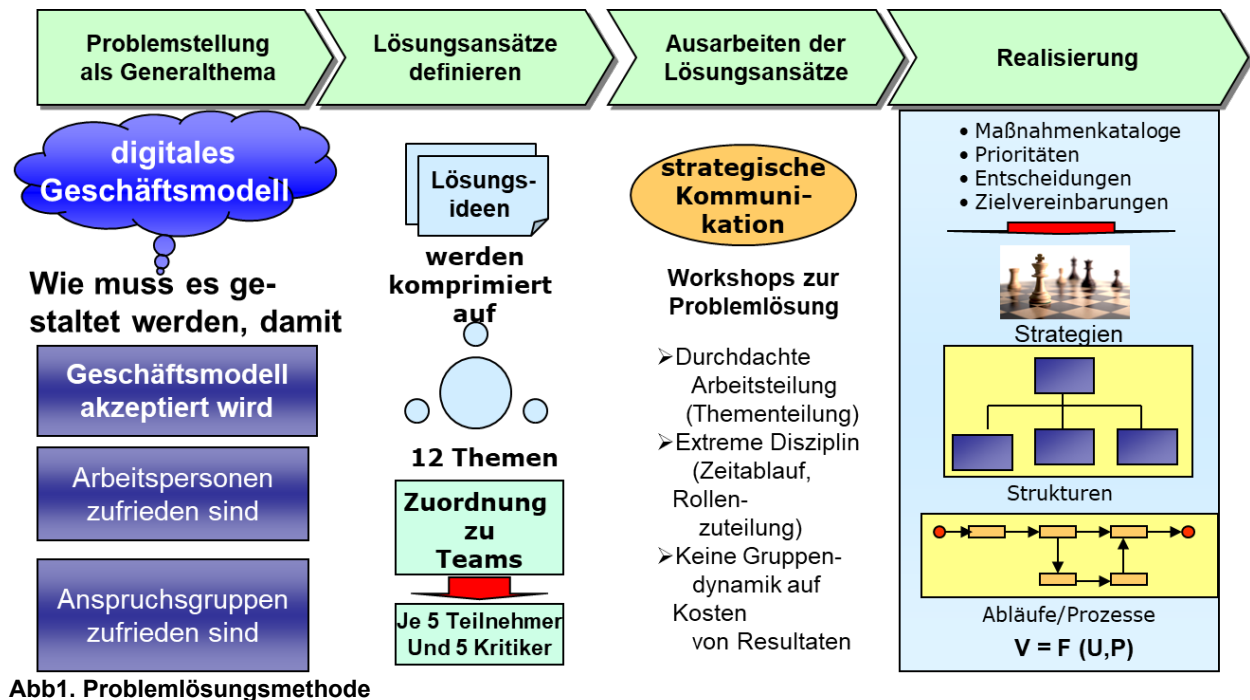 Problemstellung
als Generalthema
Lösungsansätze
definieren
Ausarbeiten der
Lösungsansätze
Realisierung
digitales
Geschäftsmodell
Wie muss es ge-
staltet werden, damit
Geschäftsmodell
akzeptiert wird
Arbeitspersonen
zufrieden sind
Anspruchsgruppen
zufrieden sind
Lösungs-
ideen
werden
komprimiert
auf
12 Themen
Zuordnung
zu
Teams
Je 5 Teilnehmer
Und 5 Kritiker
strategische
Kommuni-
kation
Workshops zur
Problemlösung
➢Durchdachte
Arbeitsteilung
(Thementeilung)
➢Extreme Disziplin
(Zeitablauf,
Rollen-
zuteilung)
➢Keine Gruppen-
dynamik auf
Kosten
von Resultaten
• Maßnahmenkataloge
• Prioritäten
• Entscheidungen
• Zielvereinbarungen
Strategien
Strukturen
Abläufe/Prozesse
V = F (U,P)
Abb1. Problemlösungsmethode